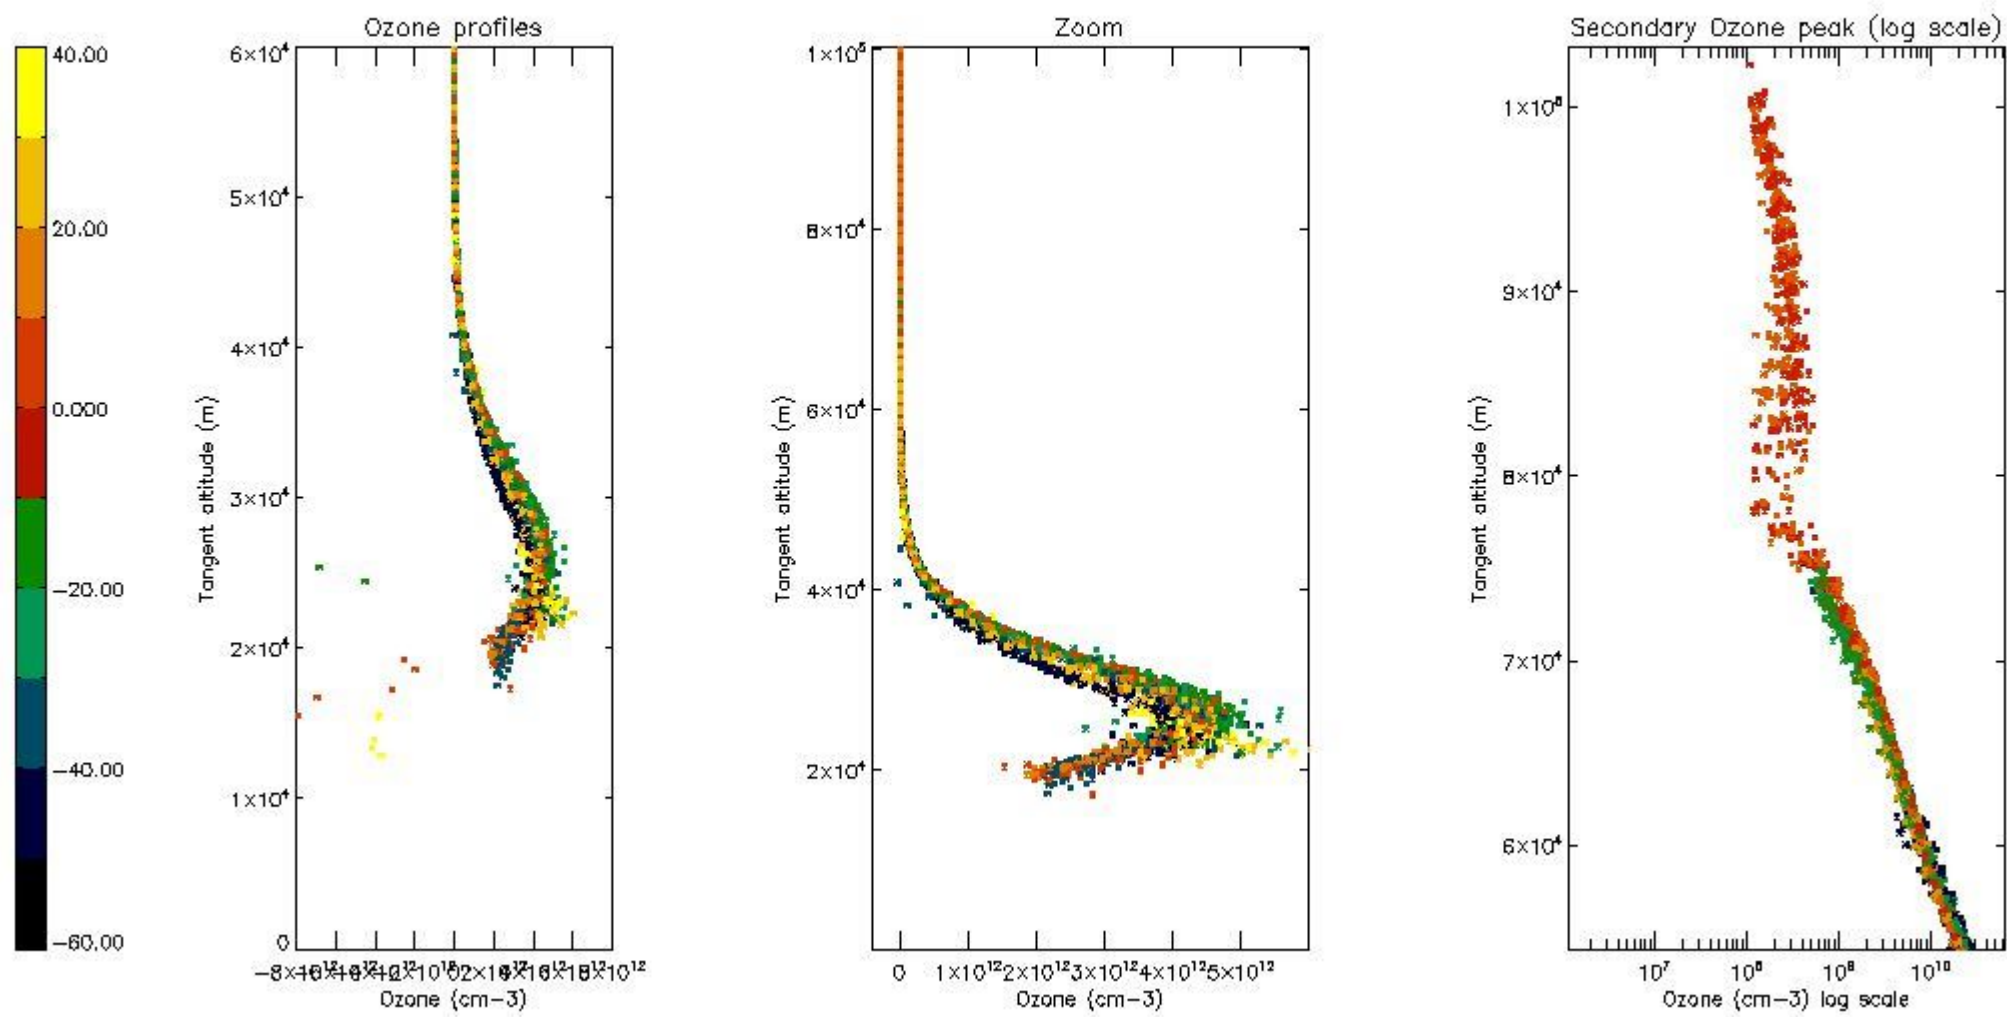 Ozone profiles
Zoom
Secondary Ozone peak (log scale)
40.00
20.00
0.000
-20.00
-40.00
-60.00
6×10⁴
5×10⁴
4×10⁴
3×10⁴
2×10⁴
1×10⁴
0
Tangent altitude (m)
Ozone (cm-3)
1×10⁵
8×10⁴
6×10⁴
4×10⁴
2×10⁴
Tangent altitude (m)
0 1×10¹² 2×10¹² 3×10¹² 4×10¹² 5×10¹²
Ozone (cm-3)
9×10⁴
8×10⁴
7×10⁴
6×10⁴
Tangent altitude (m)
10⁷ 10⁸ 10⁹ 10¹⁰
Ozone (cm-3) log scale